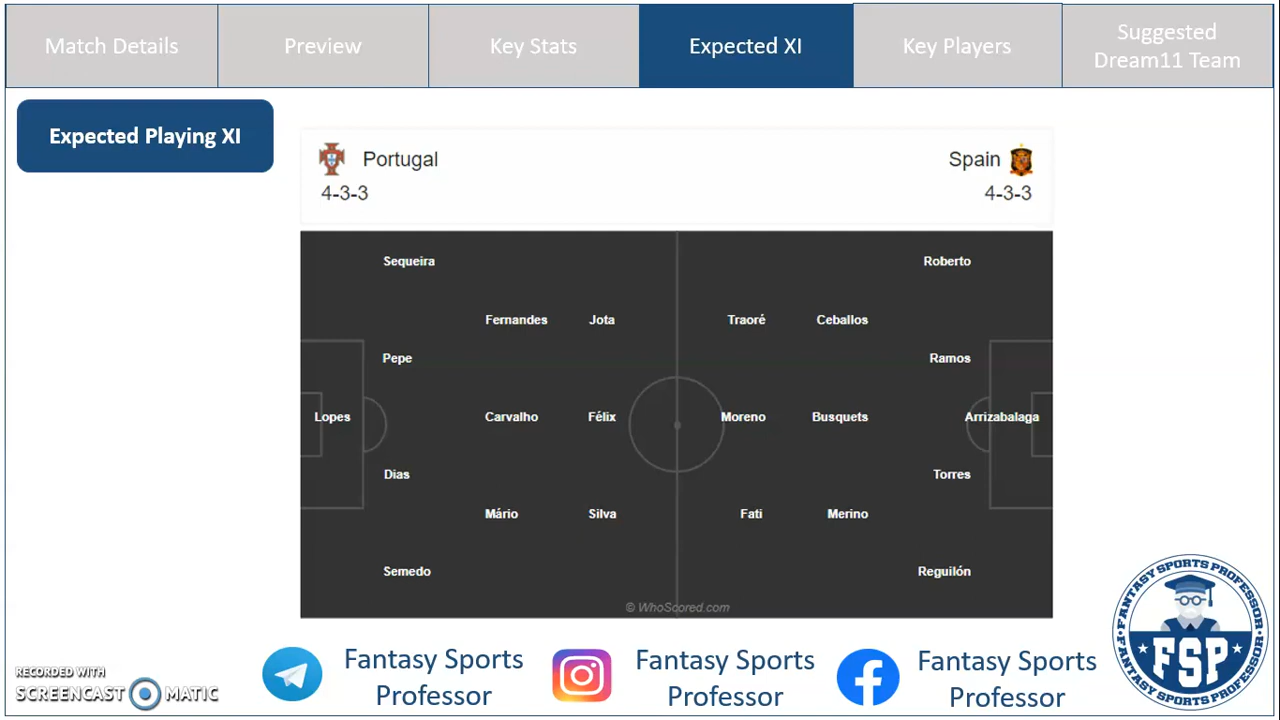 Match Details
Preview
Key Stats
Expected XI
Key Players
Suggested
Dream11 Team
Expected Playing XI
Portugal
4-3-3
Spain
4-3-3
Sequeira
Roberto
Fernandes
Jota
Traoré
Ceballos
Pepe
Ramos
Lopes
Carvalho
Félix
Moreno
Busquets
Arrizabalaga
Dias
Torres
Mário
Silva
Fati
Merino
Semedo
Reguilón
© WhoScored.com
RECORDED WITH
SCREENCAST MATIC
Fantasy Sports
Professor
Fantasy Sports
Professor
Fantasy Sports
Professor
FANTASY SPORTS PROFESSOR
FSP
FANTASY SPORTS PROFESSOR